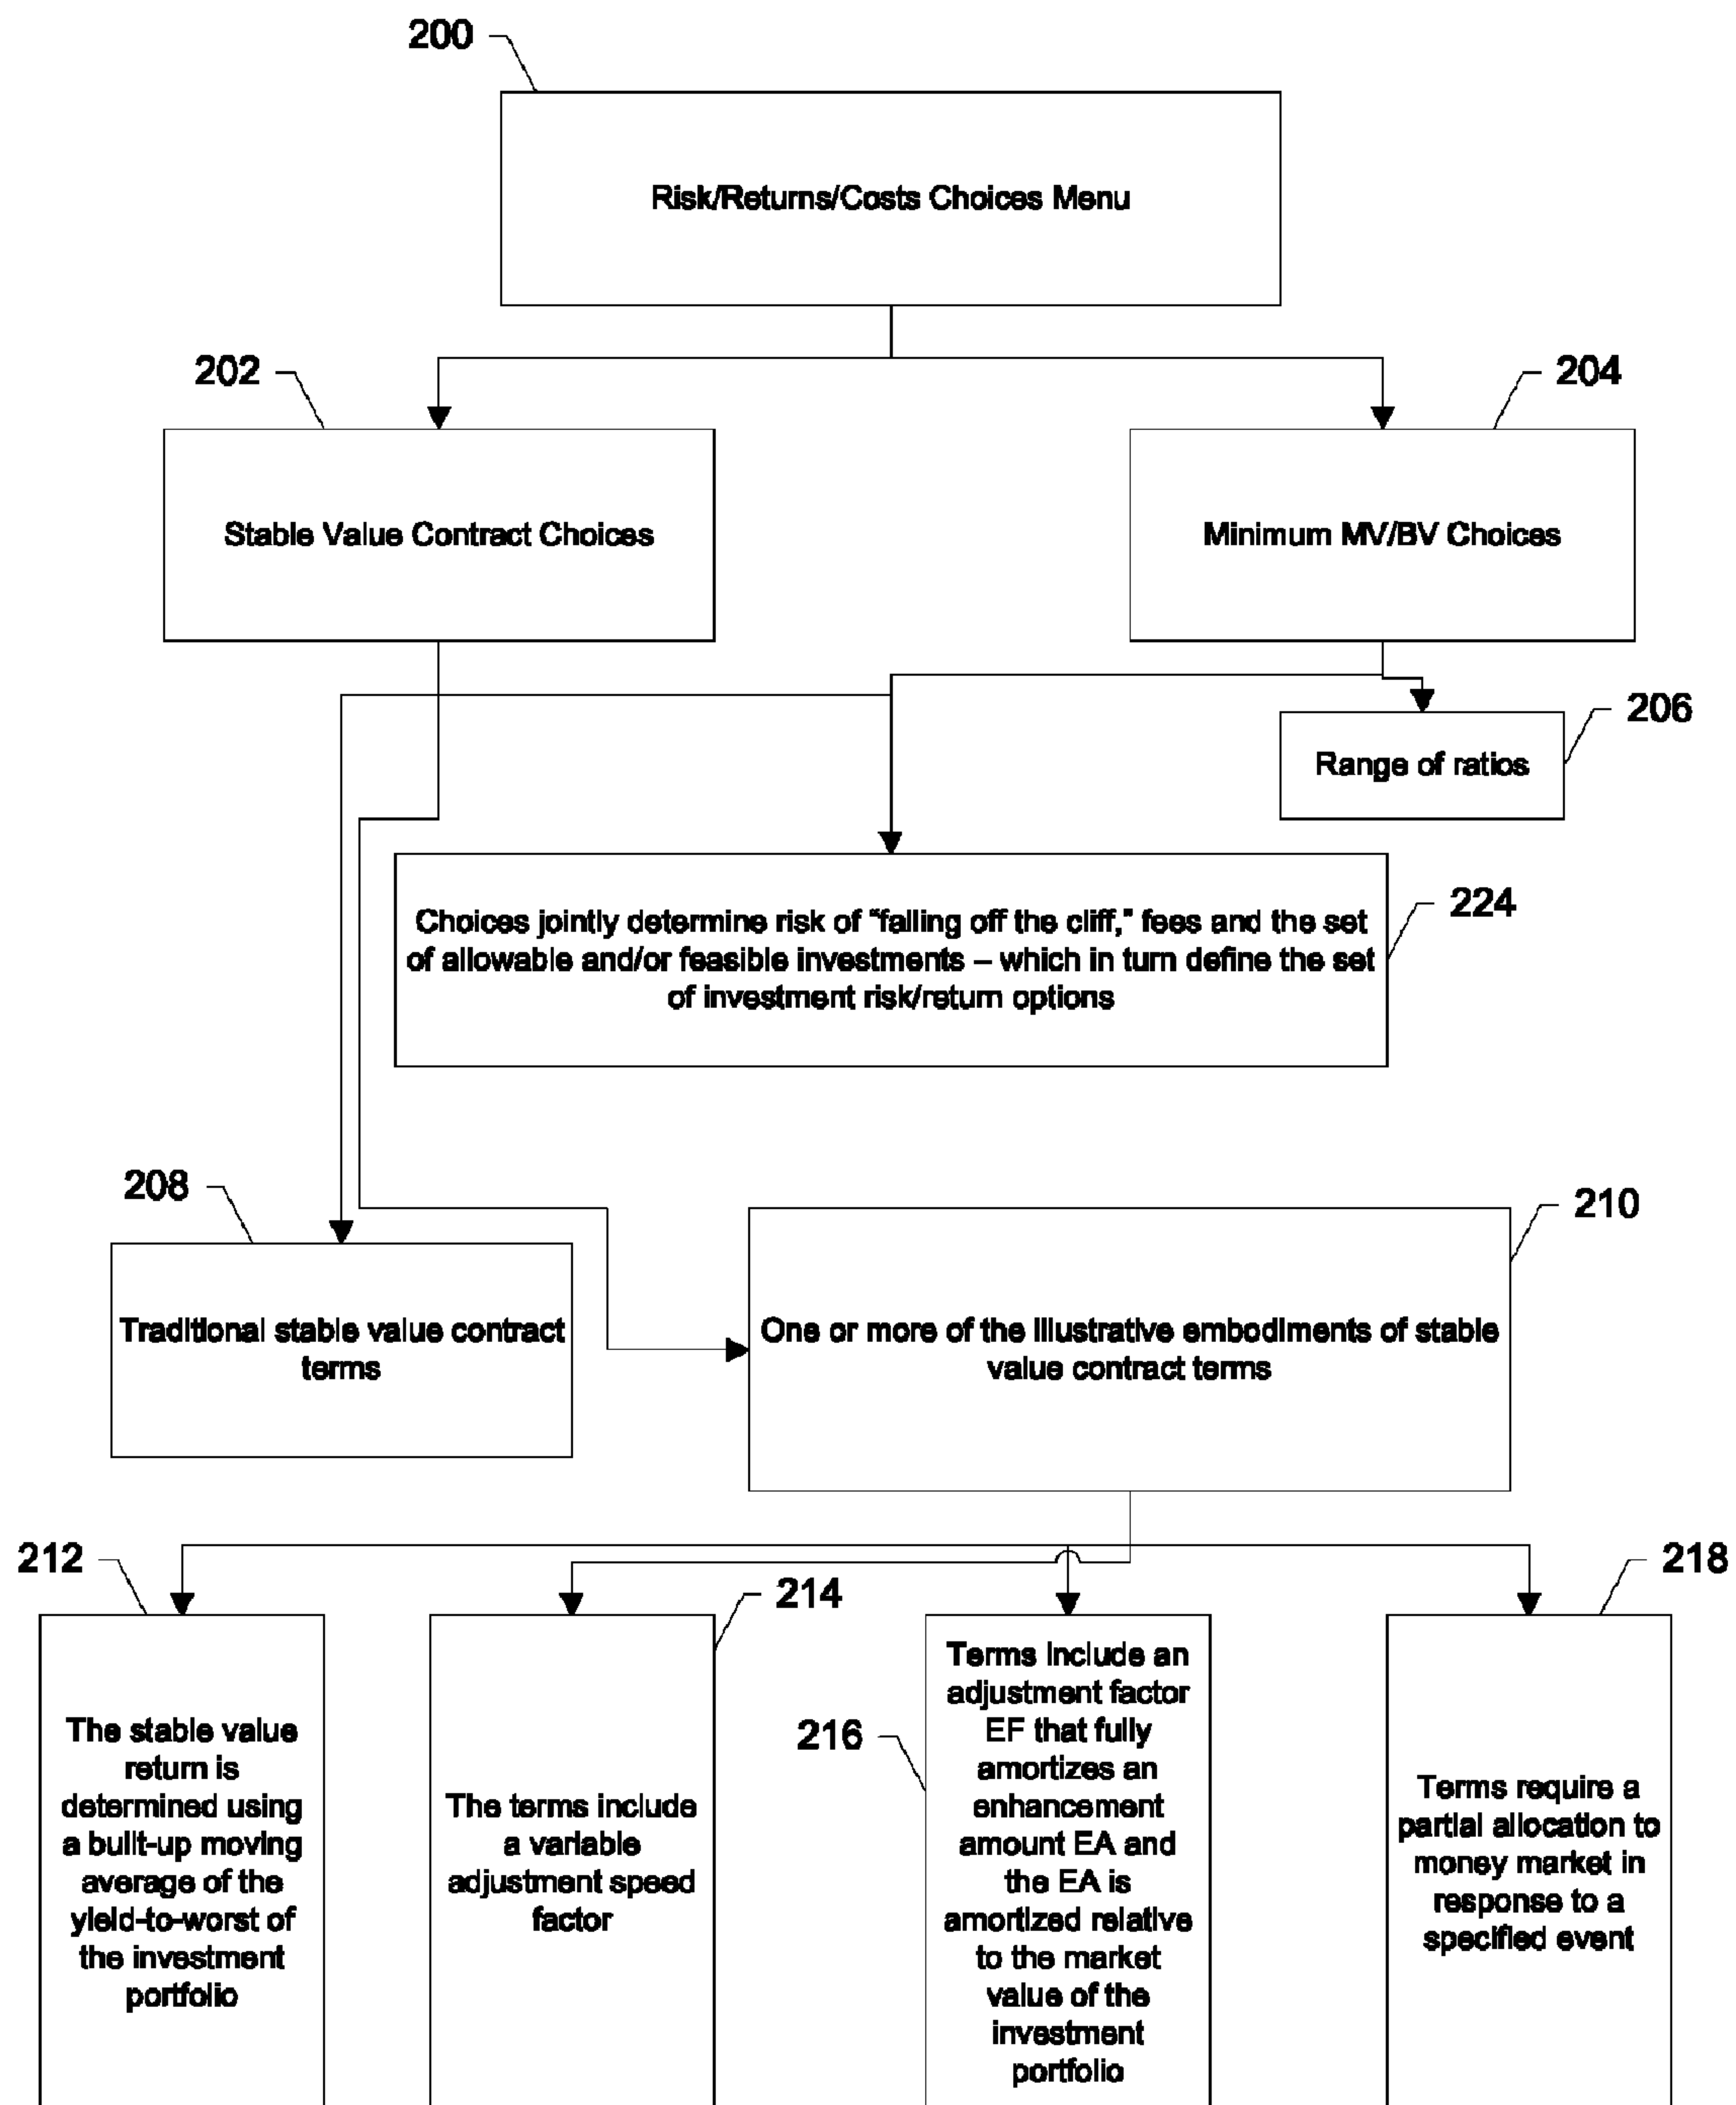 200
Risk/Returns/Costs Choices Menu
202
204
Stable Value Contract Choices
Minimum MV/BV Choices
206
Range of ratios
224
Choices jointly determine risk of "falling off the cliff," fees and the set
of allowable and/or feasible investments – which in turn define the set
of investment risk/return options
208
210
Traditional stable value contract
terms
One or more of the illustrative embodiments of stable
value contract terms
212
214
216
218
The stable value
return is
determined using
a built-up moving
average of the
yield-to-worst of
the investment
portfolio
The terms include
a variable
adjustment speed
factor
Terms include an
adjustment factor
EF that fully
amortizes an
enhancement
amount EA and
the EA is
amortized relative
to the market
value of the
investment
portfolio
Terms require a
partial allocation to
money market in
response to a
specified event